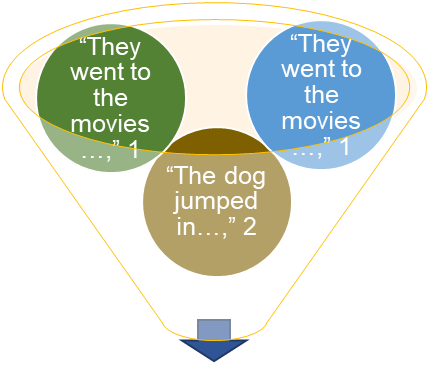 “They
went to
the
movies
…,” 1
“They
went to
the
movies
…,” 1
“The dog
jumped
in…,” 2